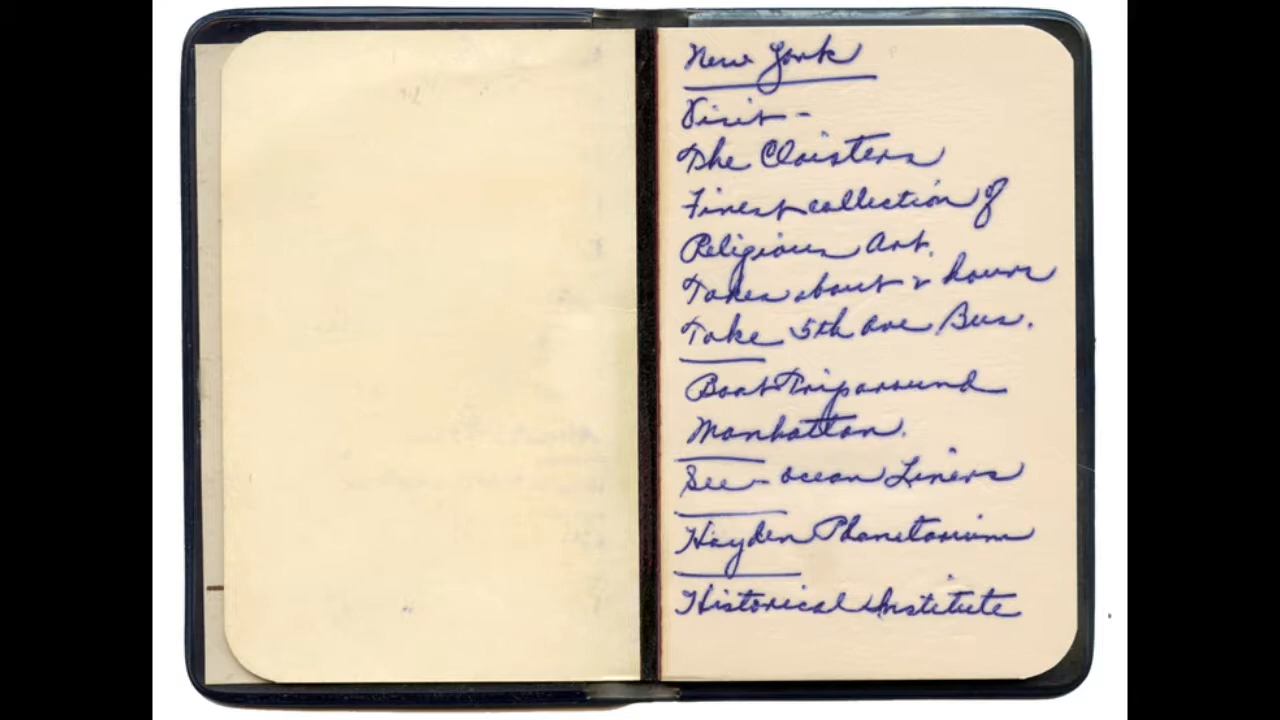 New York
Visit -
The Cloisters
Finest collection of
Religious Art.
Takes about 2 hours
Take 5th Ave Bus.
Boat Trip around
Manhattan.
See - ocean Liners
Hayden Planetarium
Historical Institute